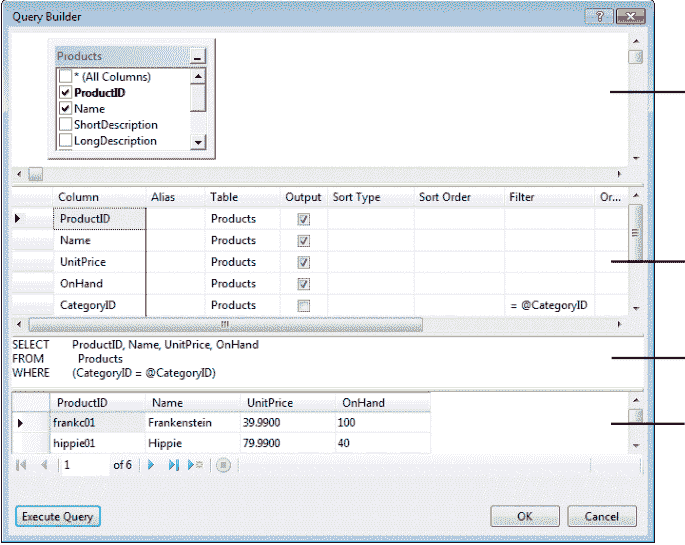 Query Builder
Products
* (All Columns)
ProductID
Name
ShortDescription
LongDescription
Column Alias Table Output Sort Type Sort Order Filter Or...
ProductID Products
Name Products
UnitPrice Products
OnHand Products
CategoryID Products = @CategoryID
SELECT ProductID, Name, UnitPrice, OnHand
FROM Products
WHERE (CategoryID = @CategoryID)
ProductID Name UnitPrice OnHand
frankc01 Frankenstein 39.9900 100
hippie01 Hippie 79.9900 40
1 of 6
Execute Query OK Cancel